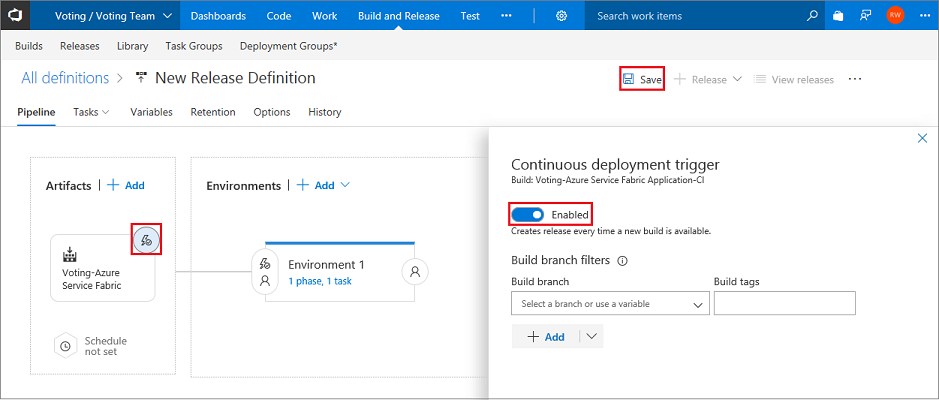 Voting / Voting Team Dashboards Code Work Build and Release Test ... Search work items RW ...
Builds Releases Library Task Groups Deployment Groups*
All definitions > New Release Definition Save + Release View releases ...
Pipeline Tasks Variables Retention Options History
Continuous deployment trigger
Build: Voting-Azure Service Fabric Application-CI
Artifacts | + Add Environments | + Add
Enabled
Creates release every time a new build is available.
Build branch filters
Environment 1
1 phase, 1 task
Voting-Azure
Service Fabric
Build branch Build tags
Select a branch or use a variable
+ Add
Schedule
not set